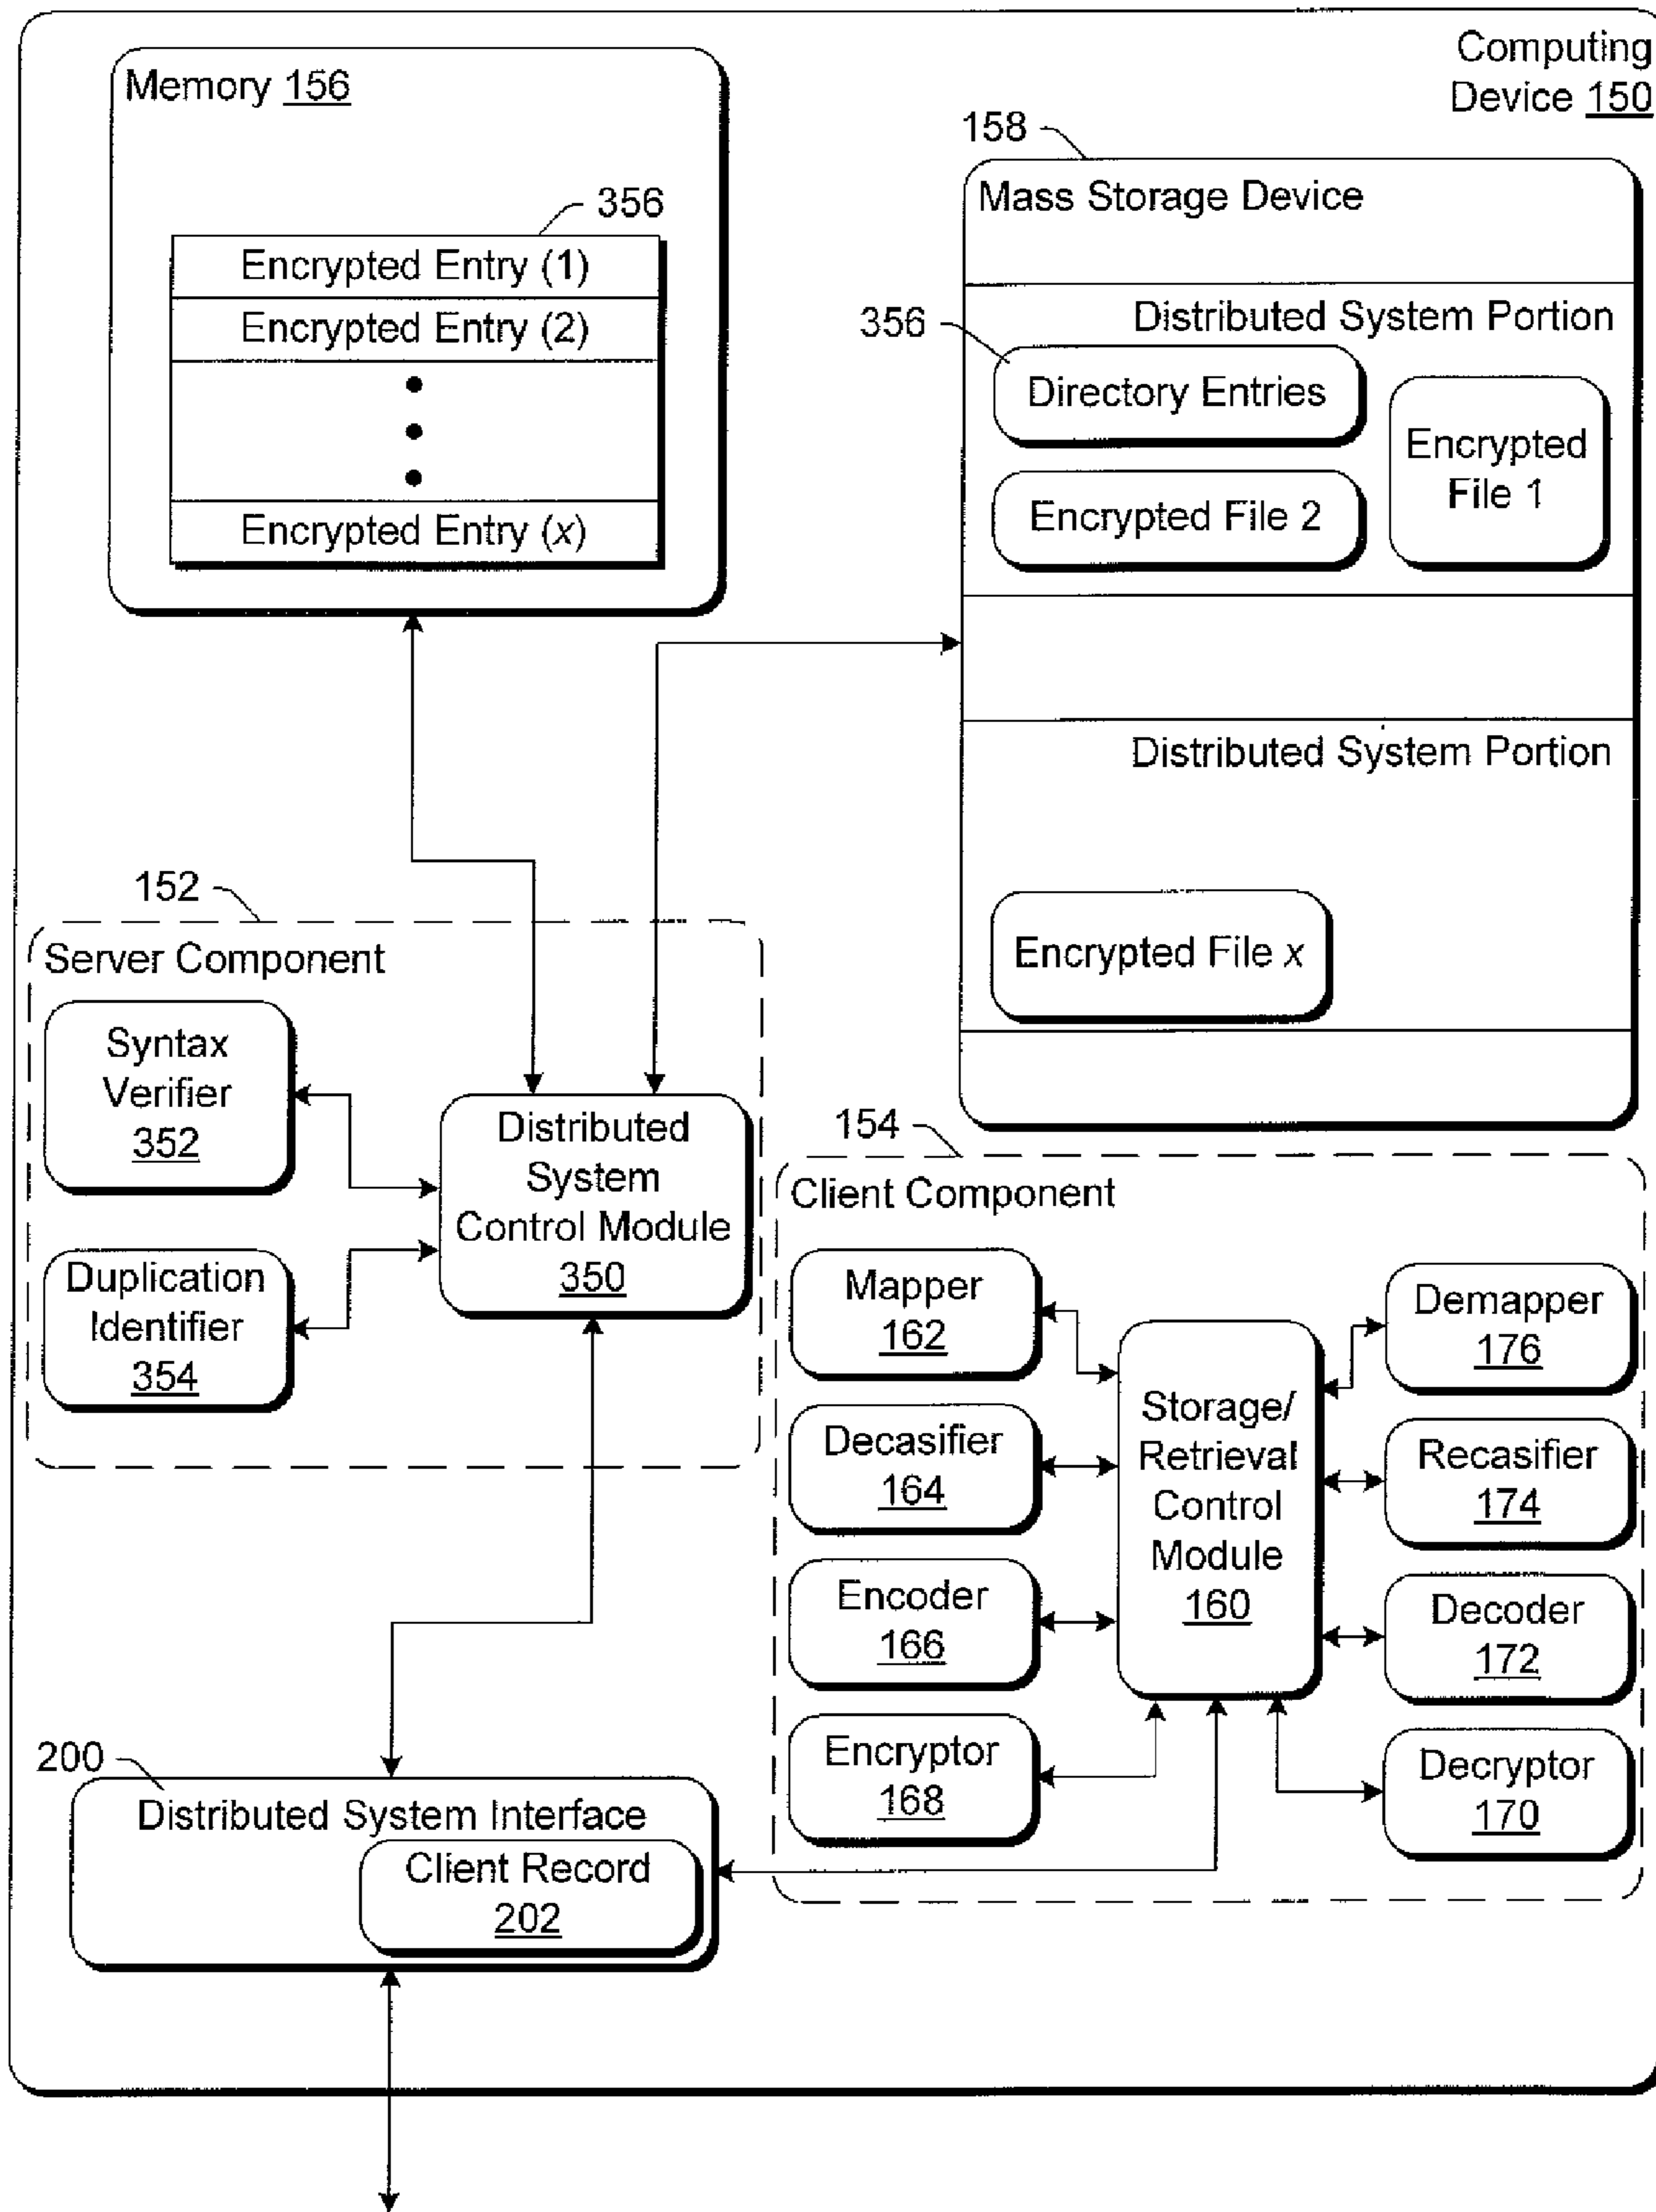 Computing
Device 150
Memory 156
356
Encrypted Entry (1)
Encrypted Entry (2)
Encrypted Entry (x)
158
Mass Storage Device
Distributed System Portion
356
Directory Entries
Encrypted
File 1
Encrypted File 2
Distributed System Portion
Encrypted File x
152
Server Component
Syntax
Verifier
352
Distributed
System
Control Module
350
Duplication
Identifier
354
154
Client Component
Mapper
162
Decasifier
164
Encoder
166
Encryptor
168
Storage/
Retrieval
Control
Module
160
Demapper
176
Recasifier
174
Decoder
172
Decryptor
170
200
Distributed System Interface
Client Record
202